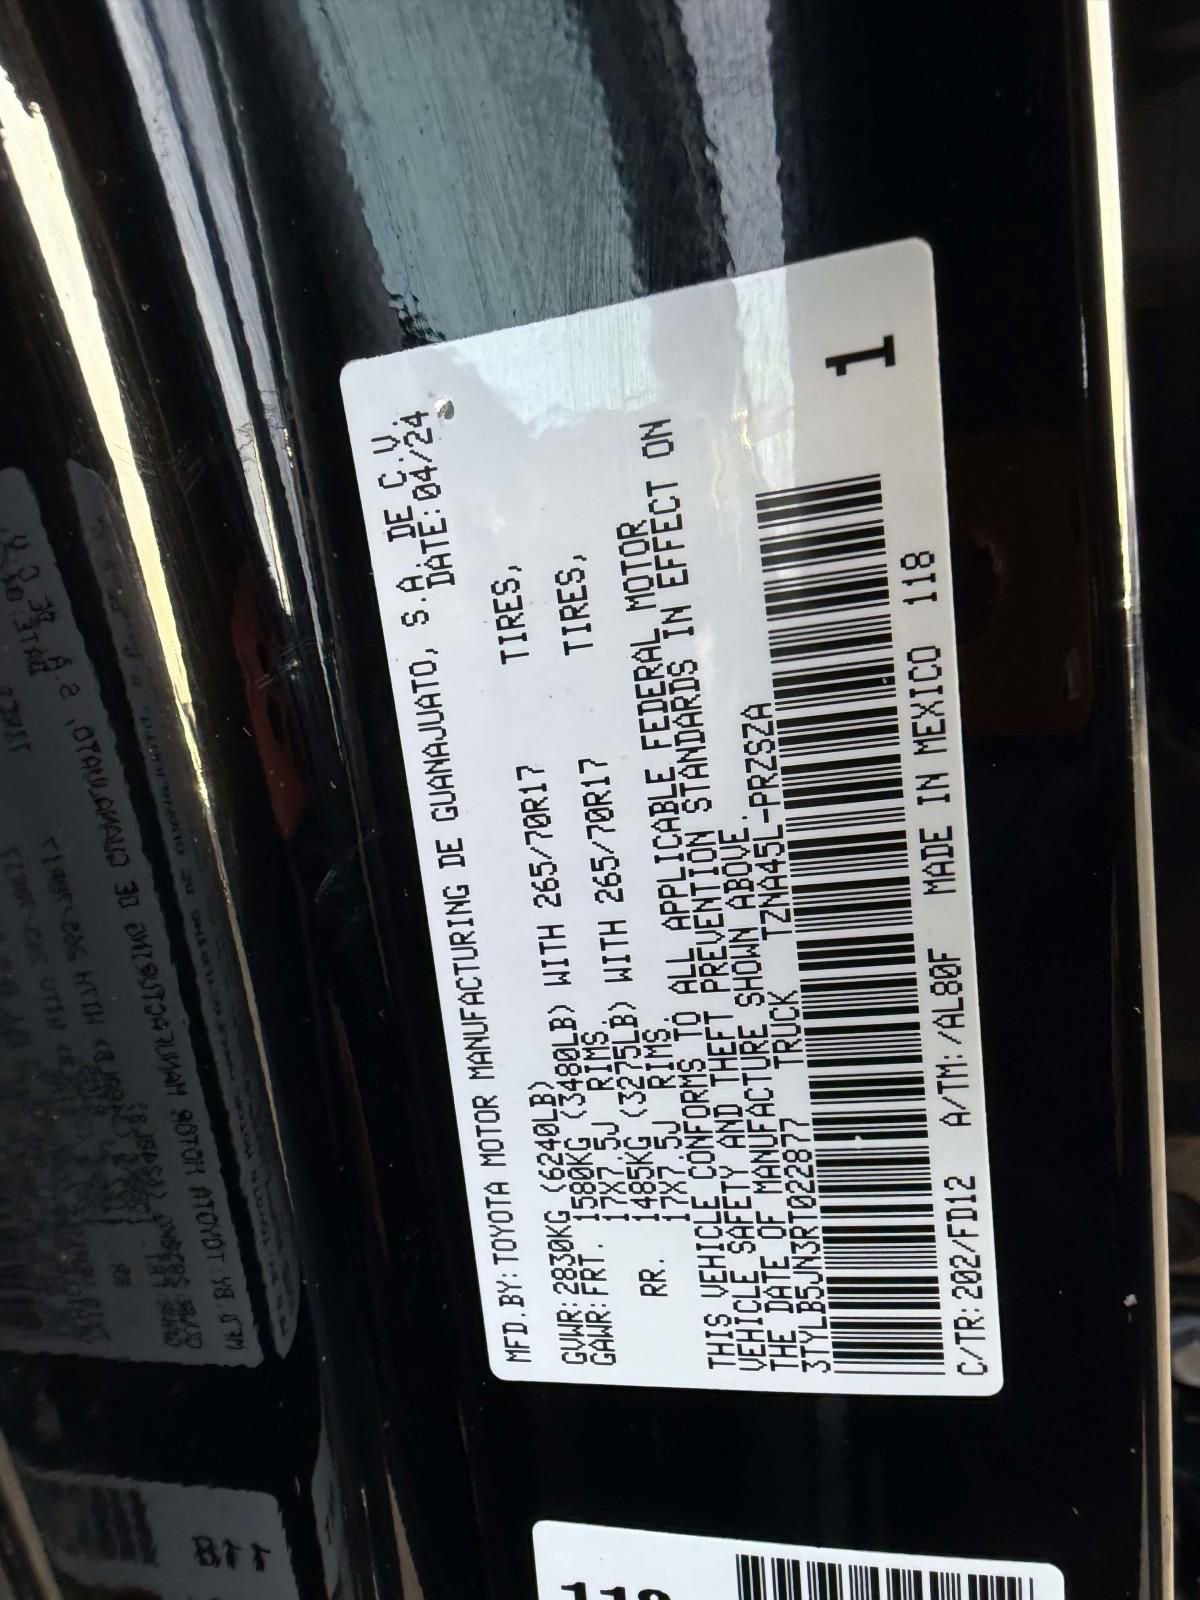 MFD.BY:TOYOTA MOTOR MANUFACTURING DE GUANAJUATO, S.A. DE C.V.
DATE:04/24
GVWR:2830KG (6240LB)
GAWR:FRT. 1580KG (3480LB) WITH 265/70R17 TIRES,
17X7.5J RIMS.
RR. 1485KG (3275LB) WITH 265/70R17 TIRES,
17X7.5J RIMS.
THIS VEHICLE CONFORMS TO ALL APPLICABLE FEDERAL MOTOR
VEHICLE SAFETY AND THEFT PREVENTION STANDARDS IN EFFECT ON
THE DATE OF MANUFACTURE SHOWN ABOVE.
3TYLB5JN3RT022877 TRUCK TZNA45L-PRZSZA
1
C/TR:202/FD12 A/TM:/AL80F MADE IN MEXICO 118